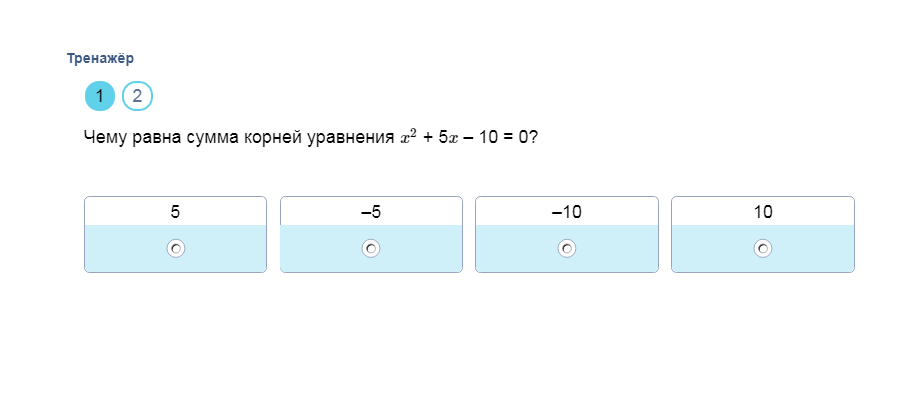 Тренажёр
1 2
Чему равна сумма корней уравнения x² + 5x – 10 = 0?
5 –5 –10 10